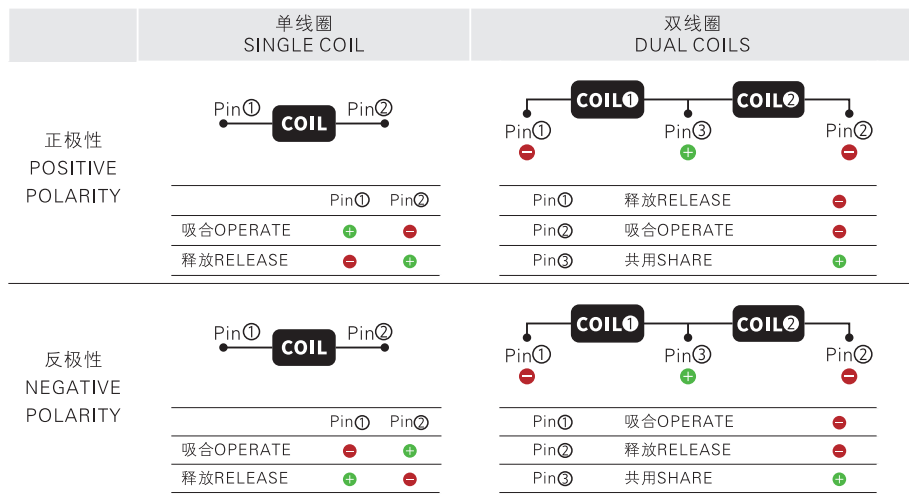 单线圈
SINGLE COIL
双线圈
DUAL COILS
正极性
POSITIVE
POLARITY
Pin① COIL Pin②
COIL❶ COIL❷
Pin① Pin③ Pin②
− + −
Pin① Pin②
吸合OPERATE + −
释放RELEASE − +
Pin① 释放RELEASE −
Pin② 吸合OPERATE −
Pin③ 共用SHARE +
反极性
NEGATIVE
POLARITY
Pin① COIL Pin②
COIL❶ COIL❷
Pin① Pin③ Pin②
− + −
Pin① Pin②
吸合OPERATE − +
释放RELEASE + −
Pin① 吸合OPERATE −
Pin② 释放RELEASE −
Pin③ 共用SHARE +